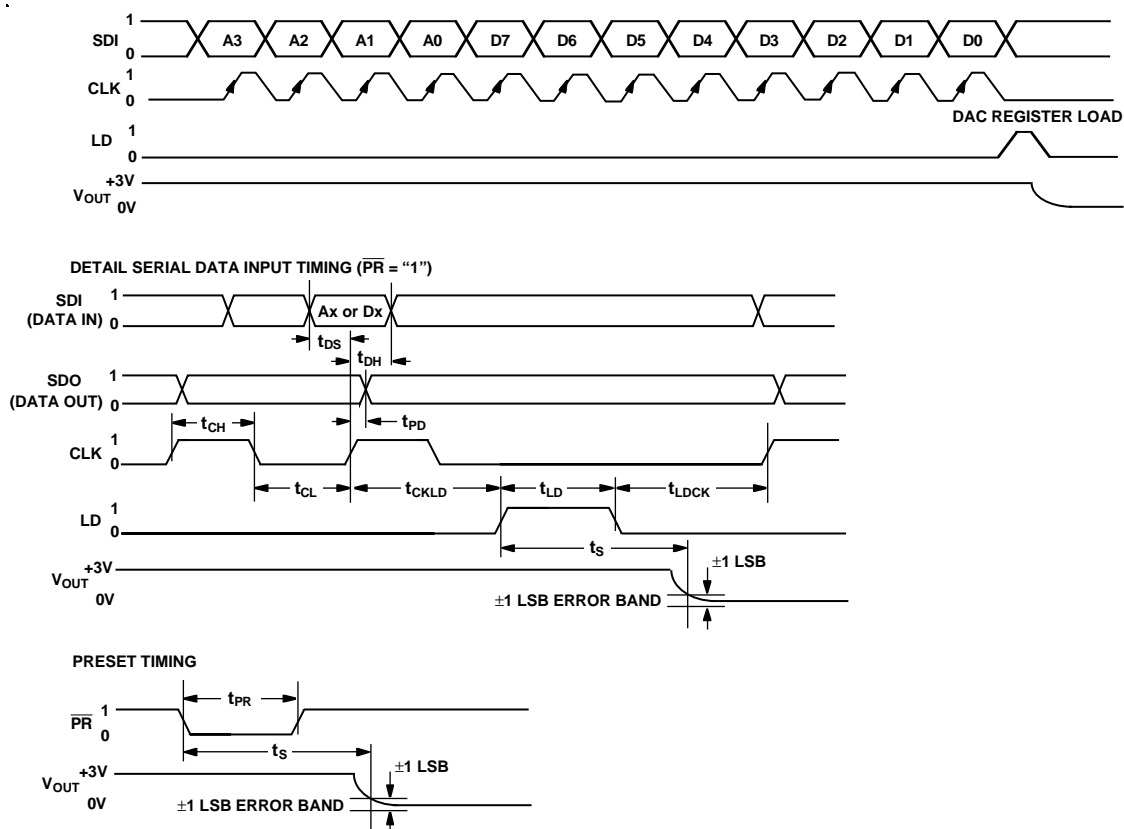 1
SDI A3 A2 A1 A0 D7 D6 D5 D4 D3 D2 D1 D0
0
1
CLK
0
DAC REGISTER LOAD
1
LD
0
+3V
VOUT
0V
DETAIL SERIAL DATA INPUT TIMING (PR = “1”)
SDI 1
(DATA IN) 0
Ax or Dx
tDS
tDH
SDO 1
(DATA OUT) 0
tCH
tPD
1
CLK
0
tCL tCKLD tLD tLDCK
1
LD
0
tS
±1 LSB
+3V
VOUT
0V
±1 LSB ERROR BAND
PRESET TIMING
tPR
1
PR
0
tS
±1 LSB
+3V
VOUT
0V
±1 LSB ERROR BAND